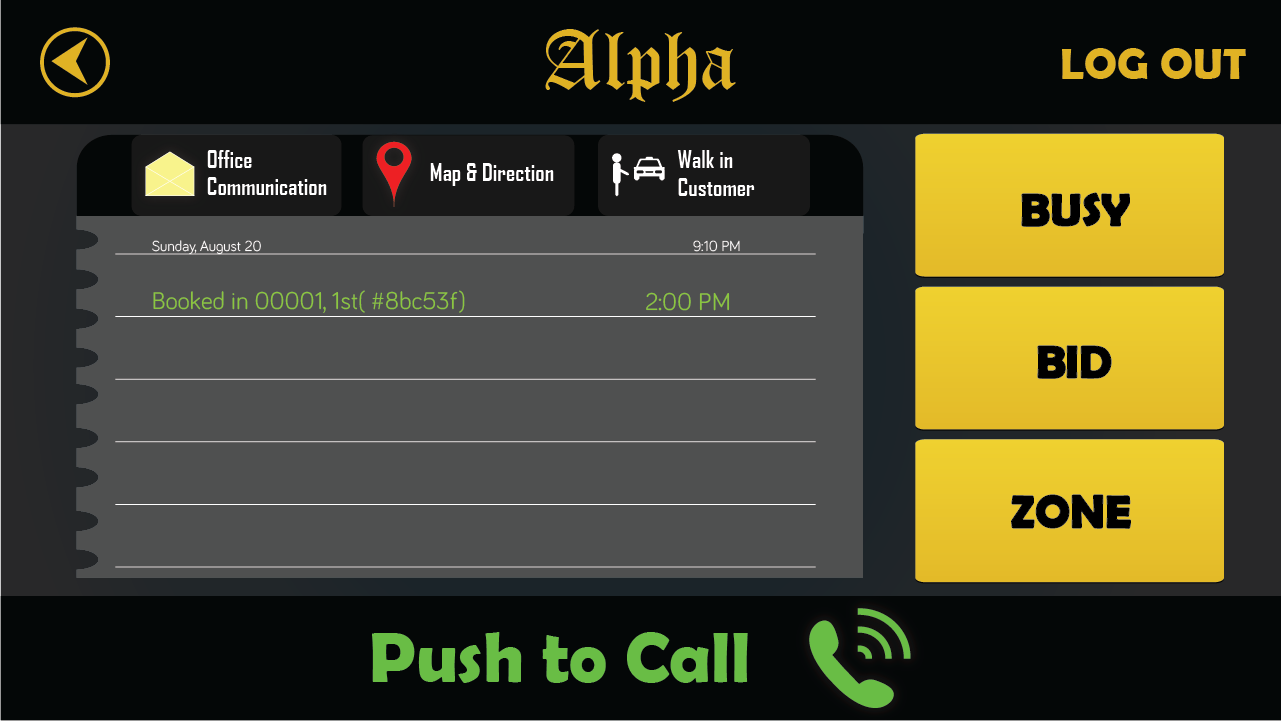 Alpha
LOG OUT
Office
Communication
Map & Direction
Walk in
Customer
Sunday, August 20 9:10 PM
Booked in 00001, 1st( #8bc53f) 2:00 PM
BUSY
BID
ZONE
Push to Call